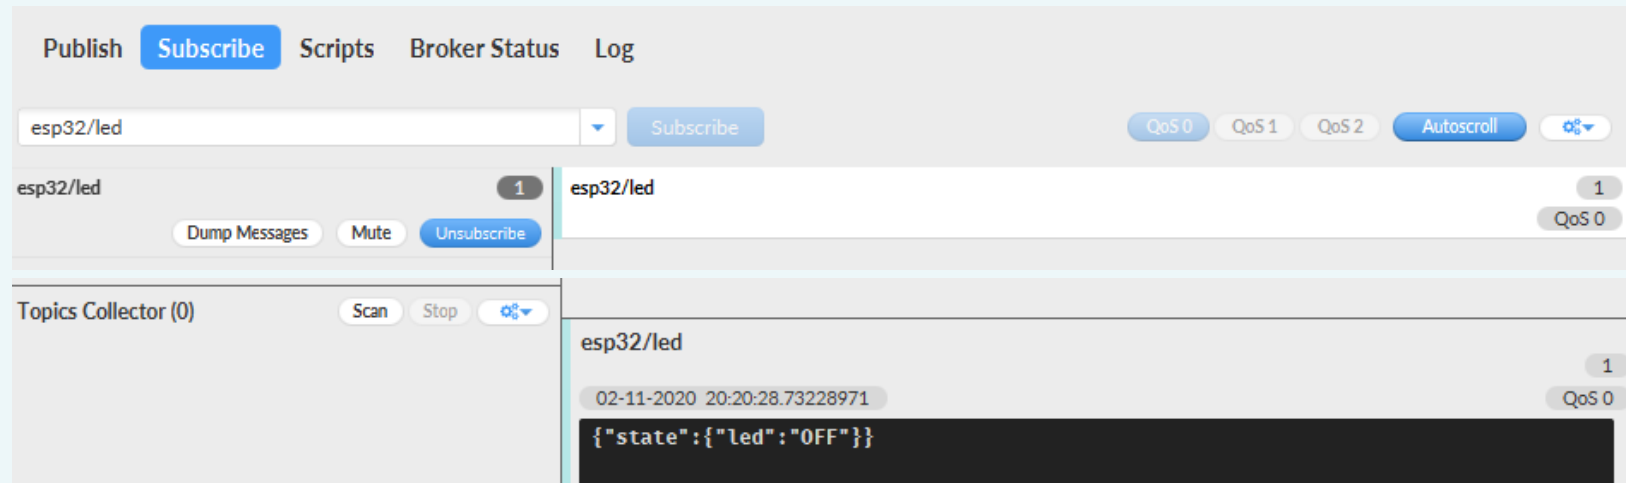 Publish Subscribe Scripts Broker Status Log
esp32/led Subscribe QoS 0 QoS 1 QoS 2 Autoscroll
esp32/led 1
Dump Messages Mute Unsubscribe
esp32/led 1
QoS 0
Topics Collector (0) Scan Stop
esp32/led
1
02-11-2020 20:20:28.73228971 QoS 0
{"state":{"led":"OFF"}}